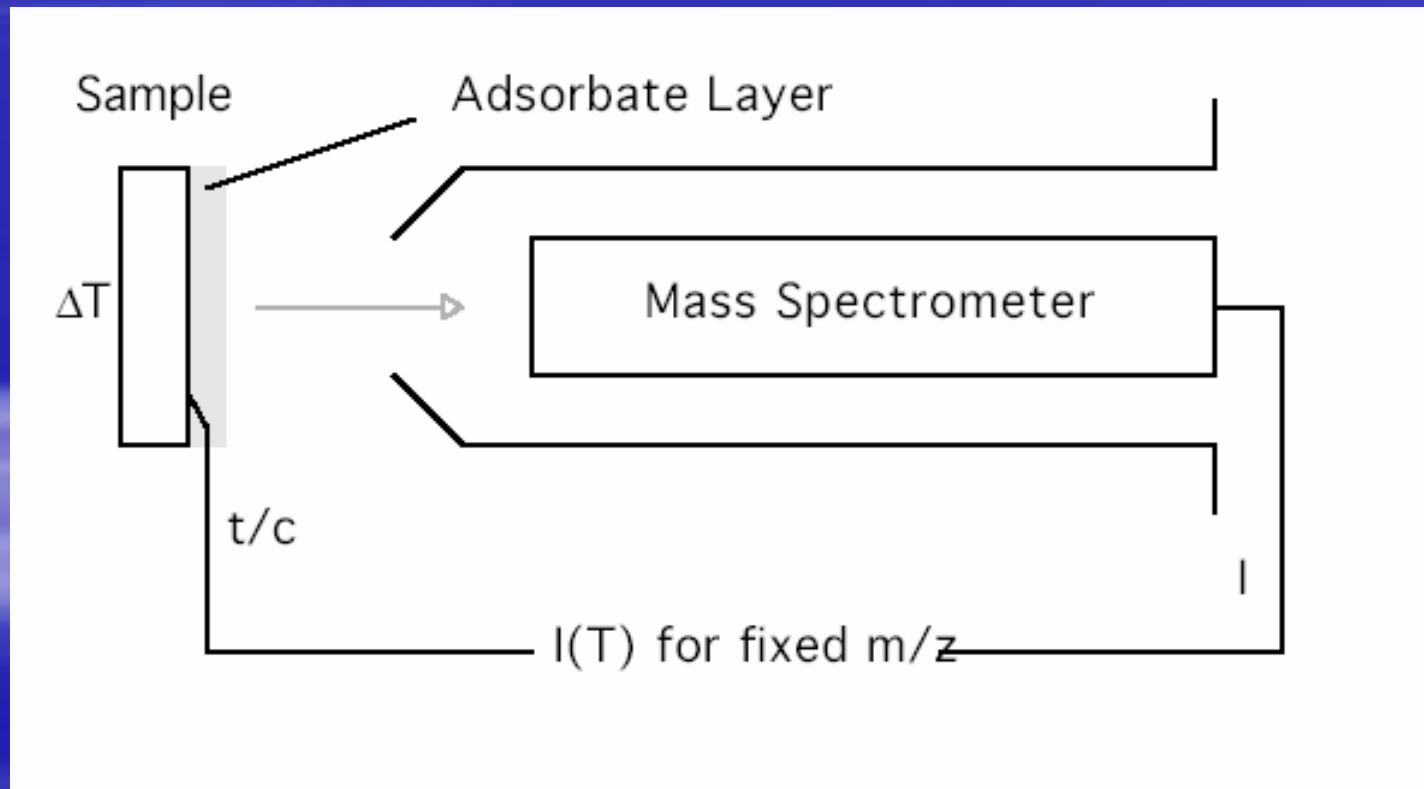 Sample
Adsorbate Layer
ΔT
Mass Spectrometer
t/c
I
I(T) for fixed m/z